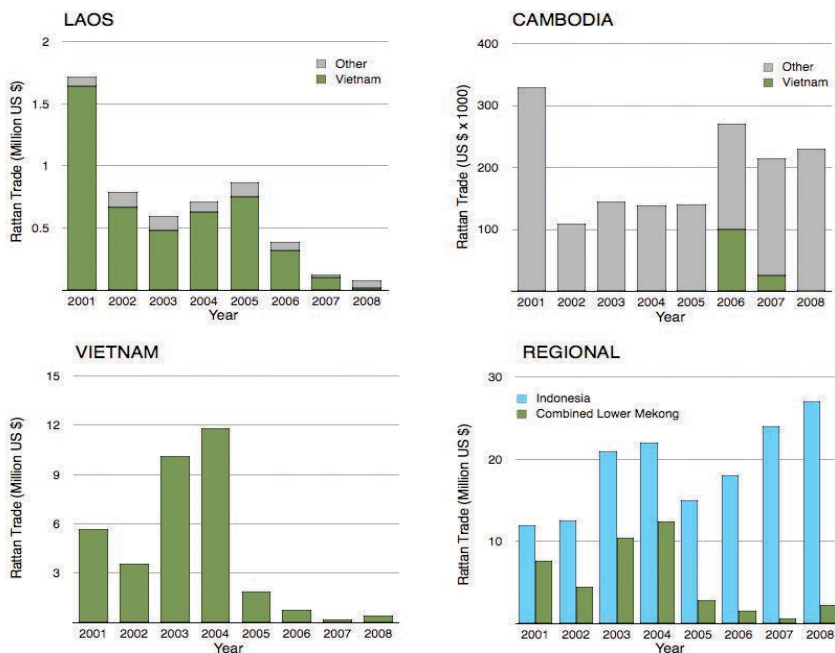 LAOS
2
1.5
1
0.5
Rattan Trade (Million US $)
Other
Vietnam
2001 2002 2003 2004 2005 2006 2007 2008
Year
CAMBODIA
400
300
200
100
Rattan Trade (US $ x 1000)
Other
Vietnam
2001 2002 2003 2004 2005 2006 2007 2008
Year
VIETNAM
15
12
9
6
3
Rattan Trade (Million US $)
2001 2002 2003 2004 2005 2006 2007 2008
Year
REGIONAL
30
20
10
Rattan Trade (Million US $)
Indonesia
Combined Lower Mekong
2001 2002 2003 2004 2005 2006 2007 2008
Year